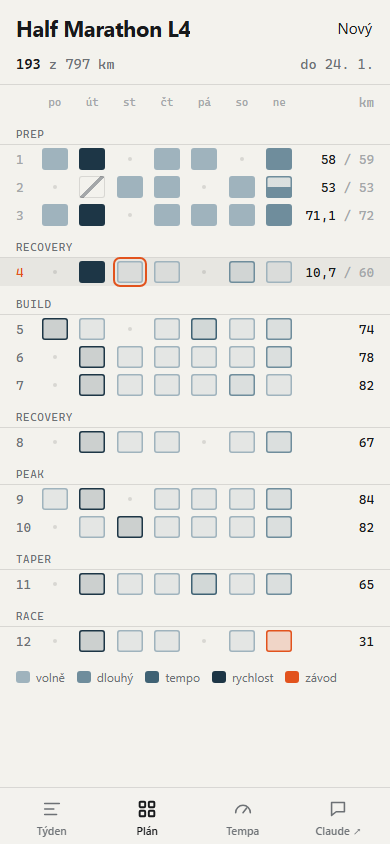 Half Marathon L4 Nový
193 z 797 km do 24. 1.
po út st čt pá so ne km
PREP
1 58 / 59
2 53 / 53
3 71,1 / 72
RECOVERY
4 10,7 / 60
BUILD
5 74
6 78
7 82
RECOVERY
8 67
PEAK
9 84
10 82
TAPER
11 65
RACE
12 31
volně dlouhý tempo rychlost závod
Týden Plán Tempa Claude ↗